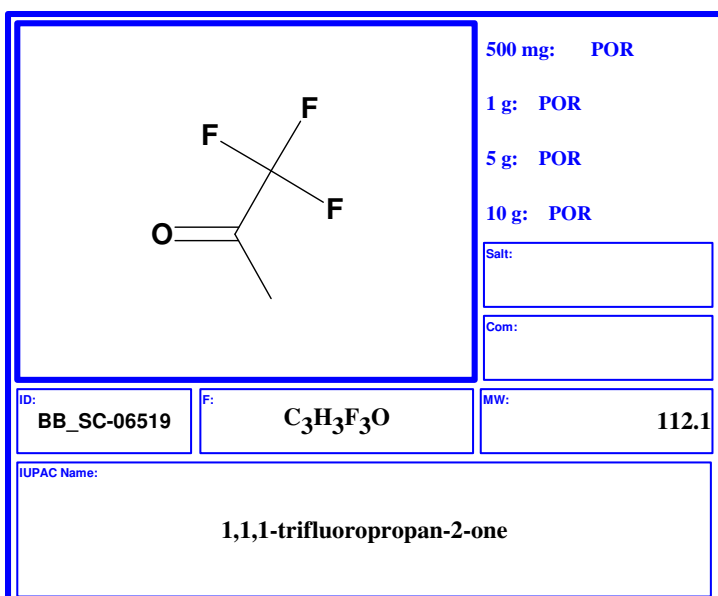 F
F
F
O
500 mg: POR
1 g: POR
5 g: POR
10 g: POR
Salt:
Com:
ID:
BB_SC-06519
F:
C3H3F3O
MW:
112.1
IUPAC Name:
1,1,1-trifluoropropan-2-one